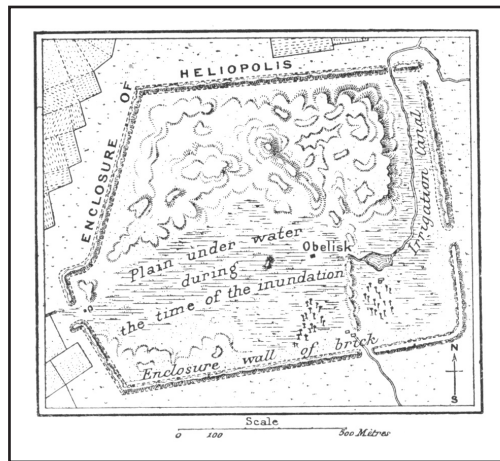 ENCLOSURE OF HELIOPOLIS
Irrigation canal
Obelisk
Plain under water
during
the time of the inundation
Enclosure wall of brick
N
S
Scale
0 100 500 Mètres